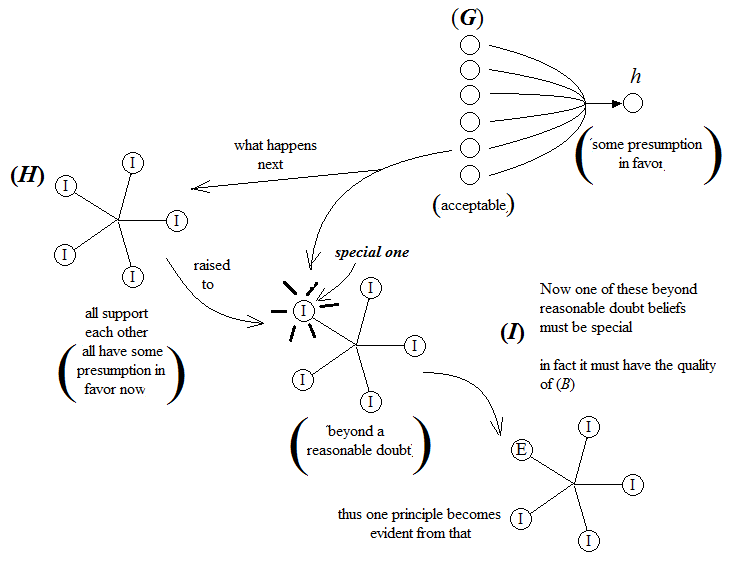 (G)
h
some presumption
in favor
(acceptable)
what happens
next
(H)
I
I
I
I
I
all support
each other
all have some
presumption in
favor now
raised
to
special one
I
I
I
I
I
beyond a
reasonable doubt
(I)
Now one of these beyond
reasonable doubt beliefs
must be special
in fact it must have the quality
of (B)
E
I
I
I
I
thus one principle becomes
evident from that